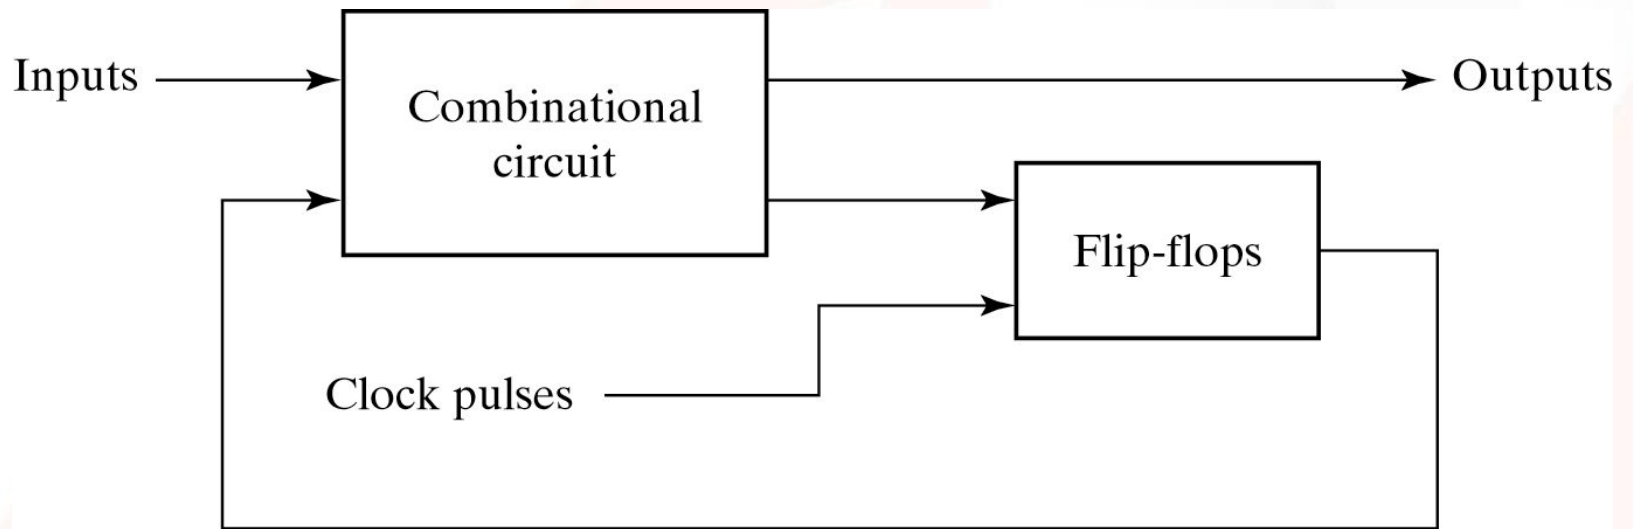 Inputs
Combinational
circuit
Outputs
Flip-flops
Clock pulses